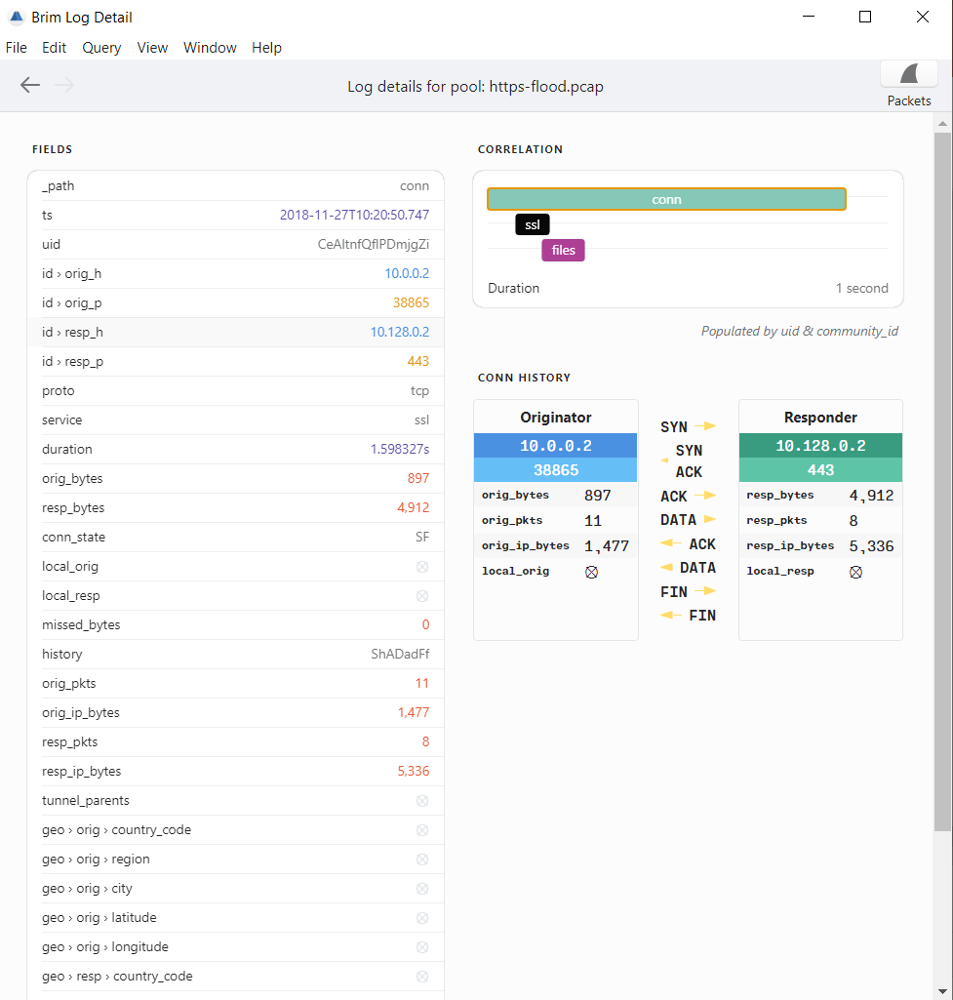 Brim Log Detail
File Edit Query View Window Help
Log details for pool: https-flood.pcap
Packets
FIELDS
_path conn
ts 2018-11-27T10:20:50.747
uid CeAltnfQflPDmjgZi
id › orig_h 10.0.0.2
id › orig_p 38865
id › resp_h 10.128.0.2
id › resp_p 443
proto tcp
service ssl
duration 1.598327s
orig_bytes 897
resp_bytes 4,912
conn_state SF
local_orig
local_resp
missed_bytes 0
history ShADadFf
orig_pkts 11
orig_ip_bytes 1,477
resp_pkts 8
resp_ip_bytes 5,336
tunnel_parents
geo › orig › country_code
geo › orig › region
geo › orig › city
geo › orig › latitude
geo › orig › longitude
geo › resp › country_code
CORRELATION
conn
ssl
files
Duration 1 second
Populated by uid & community_id
CONN HISTORY
Originator
10.0.0.2
38865
orig_bytes 897
orig_pkts 11
orig_ip_bytes 1,477
local_orig
SYN
SYN
ACK
ACK
DATA
ACK
DATA
FIN
FIN
Responder
10.128.0.2
443
resp_bytes 4,912
resp_pkts 8
resp_ip_bytes 5,336
local_resp